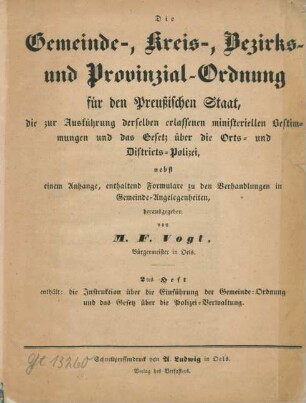 Die
Gemeinde-, Kreis-, Bezirks-
und Provinzial-Ordnung
für den Preußischen Staat,
die zur Ausführung derselben erlassenen ministeriellen Bestim-
mungen und das Gesetz über die Orts- und
Districts-Polizei,
nebst
einem Anhange, enthaltend Formulare zu den Verhandlungen in
Gemeinde-Angelegenheiten,
herausgegeben
von
M. F. Vogt,
Bürgermeister in Oels.
Das Heft
enthält: die Instruktion über die Einführung der Gemeinde-Ordnung
und das Gesetz über die Polizei-Verwaltung.
Schnellpressendruck von A. Ludwig in Oels.
Verlag des Verfassers.
13260